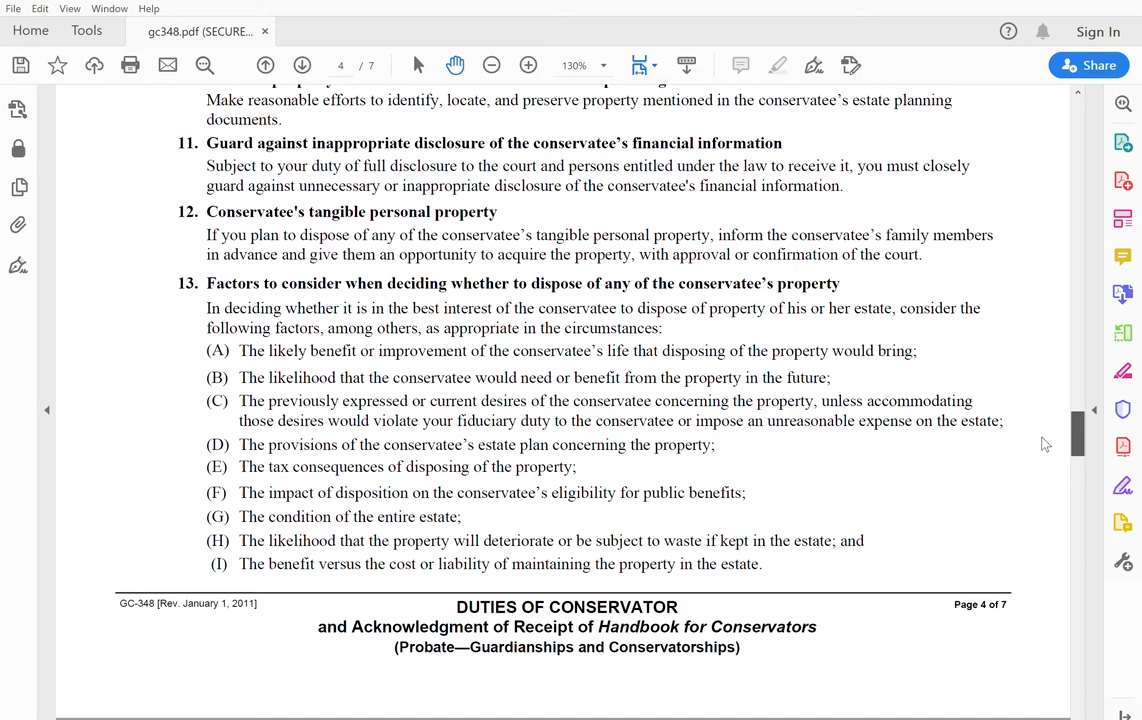 File Edit View Window Help
Home Tools gc348.pdf (SECURE... × Sign In
4 / 7 130% Share
Make reasonable efforts to identify, locate, and preserve property mentioned in the conservatee’s estate planning
documents.
11. Guard against inappropriate disclosure of the conservatee’s financial information
Subject to your duty of full disclosure to the court and persons entitled under the law to receive it, you must closely
guard against unnecessary or inappropriate disclosure of the conservatee's financial information.
12. Conservatee's tangible personal property
If you plan to dispose of any of the conservatee’s tangible personal property, inform the conservatee’s family members
in advance and give them an opportunity to acquire the property, with approval or confirmation of the court.
13. Factors to consider when deciding whether to dispose of any of the conservatee’s property
In deciding whether it is in the best interest of the conservatee to dispose of property of his or her estate, consider the
following factors, among others, as appropriate in the circumstances:
(A) The likely benefit or improvement of the conservatee’s life that disposing of the property would bring;
(B) The likelihood that the conservatee would need or benefit from the property in the future;
(C) The previously expressed or current desires of the conservatee concerning the property, unless accommodating
those desires would violate your fiduciary duty to the conservatee or impose an unreasonable expense on the estate;
(D) The provisions of the conservatee’s estate plan concerning the property;
(E) The tax consequences of disposing of the property;
(F) The impact of disposition on the conservatee’s eligibility for public benefits;
(G) The condition of the entire estate;
(H) The likelihood that the property will deteriorate or be subject to waste if kept in the estate; and
(I) The benefit versus the cost or liability of maintaining the property in the estate.
GC-348 [Rev. January 1, 2011] DUTIES OF CONSERVATOR Page 4 of 7
and Acknowledgment of Receipt of Handbook for Conservators
(Probate—Guardianships and Conservatorships)